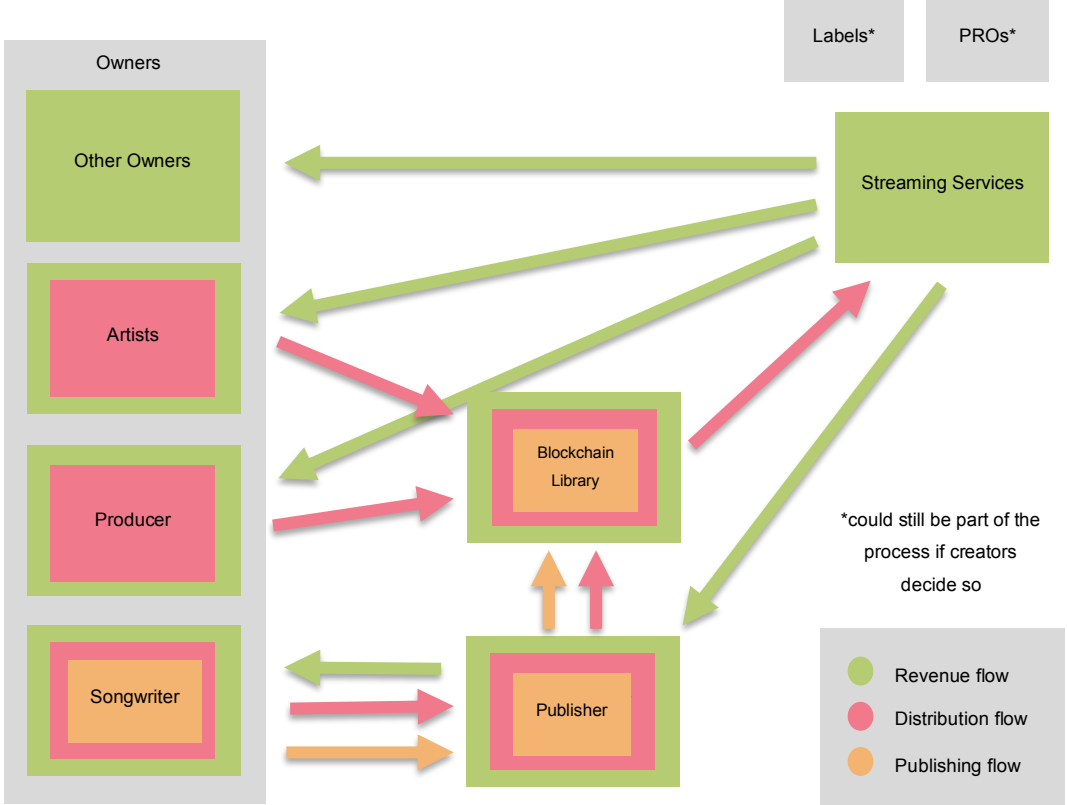 Labels*
PROs*
Owners
Other Owners
Streaming Services
Artists
Blockchain
Library
Producer
*could still be part of the
process if creators
decide so
Songwriter
Publisher
Revenue flow
Distribution flow
Publishing flow